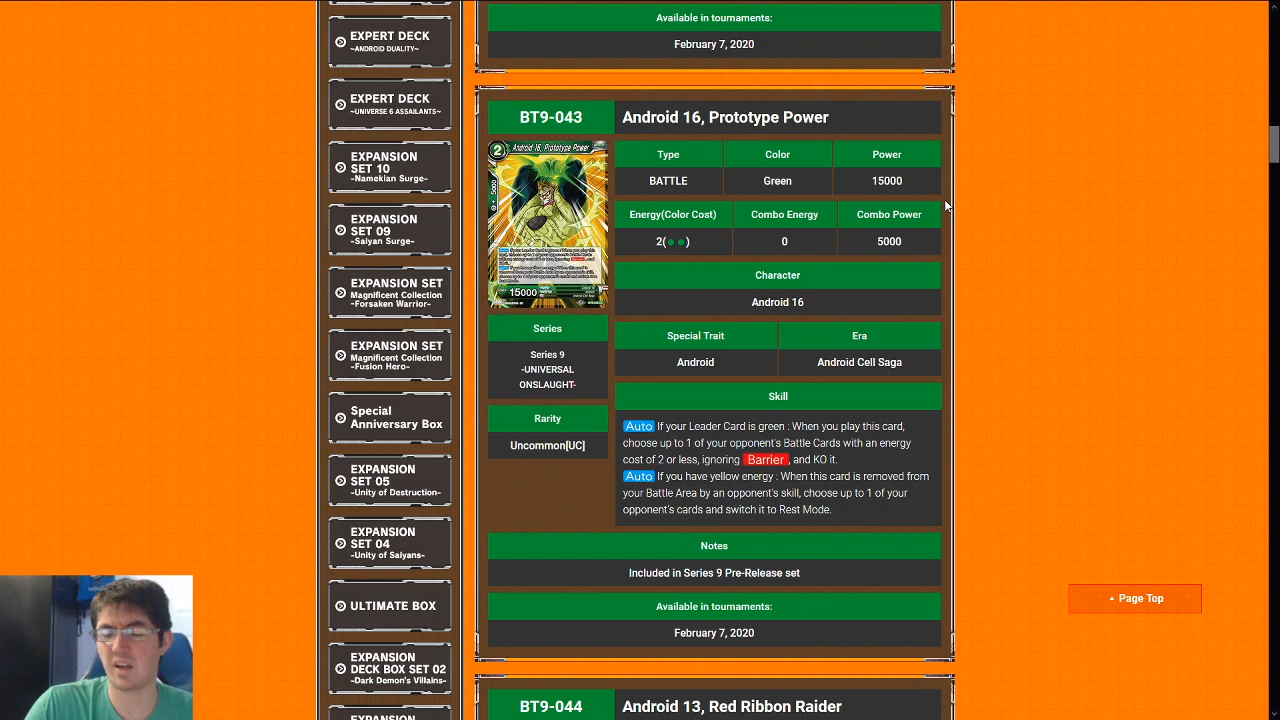 EXPERT DECK
~ANDROID DUALITY~
EXPERT DECK
~UNIVERSE 6 ASSAILANTS~
EXPANSION
SET 10
-Namekian Surge-
EXPANSION
SET 09
-Saiyan Surge-
EXPANSION SET
Magnificent Collection
-Forsaken Warrior-
EXPANSION SET
Magnificent Collection
-Fusion Hero-
Special
Anniversary Box
EXPANSION
SET 05
-Unity of Destruction-
EXPANSION
SET 04
-Unity of Saiyans-
ULTIMATE BOX
EXPANSION
DECK BOX SET 02
-Dark Demon's Villains-
EXPANSION
Available in tournaments:
February 7, 2020
BT9-043
Android 16, Prototype Power
2
Android 16, Prototype Power
15000
Type
Color
Power
BATTLE
Green
15000
Energy(Color Cost)
Combo Energy
Combo Power
2(●●)
0
5000
Character
Android 16
Series
Series 9
-UNIVERSAL
ONSLAUGHT-
Rarity
Uncommon[UC]
Special Trait
Era
Android
Android Cell Saga
Skill
Auto If your Leader Card is green : When you play this card,
choose up to 1 of your opponent's Battle Cards with an energy
cost of 2 or less, ignoring Barrier, and KO it.
Auto If you have yellow energy : When this card is removed from
your Battle Area by an opponent's skill, choose up to 1 of your
opponent's cards and switch it to Rest Mode.
Notes
Included in Series 9 Pre-Release set
Available in tournaments:
February 7, 2020
BT9-044
Android 13, Red Ribbon Raider
Page Top